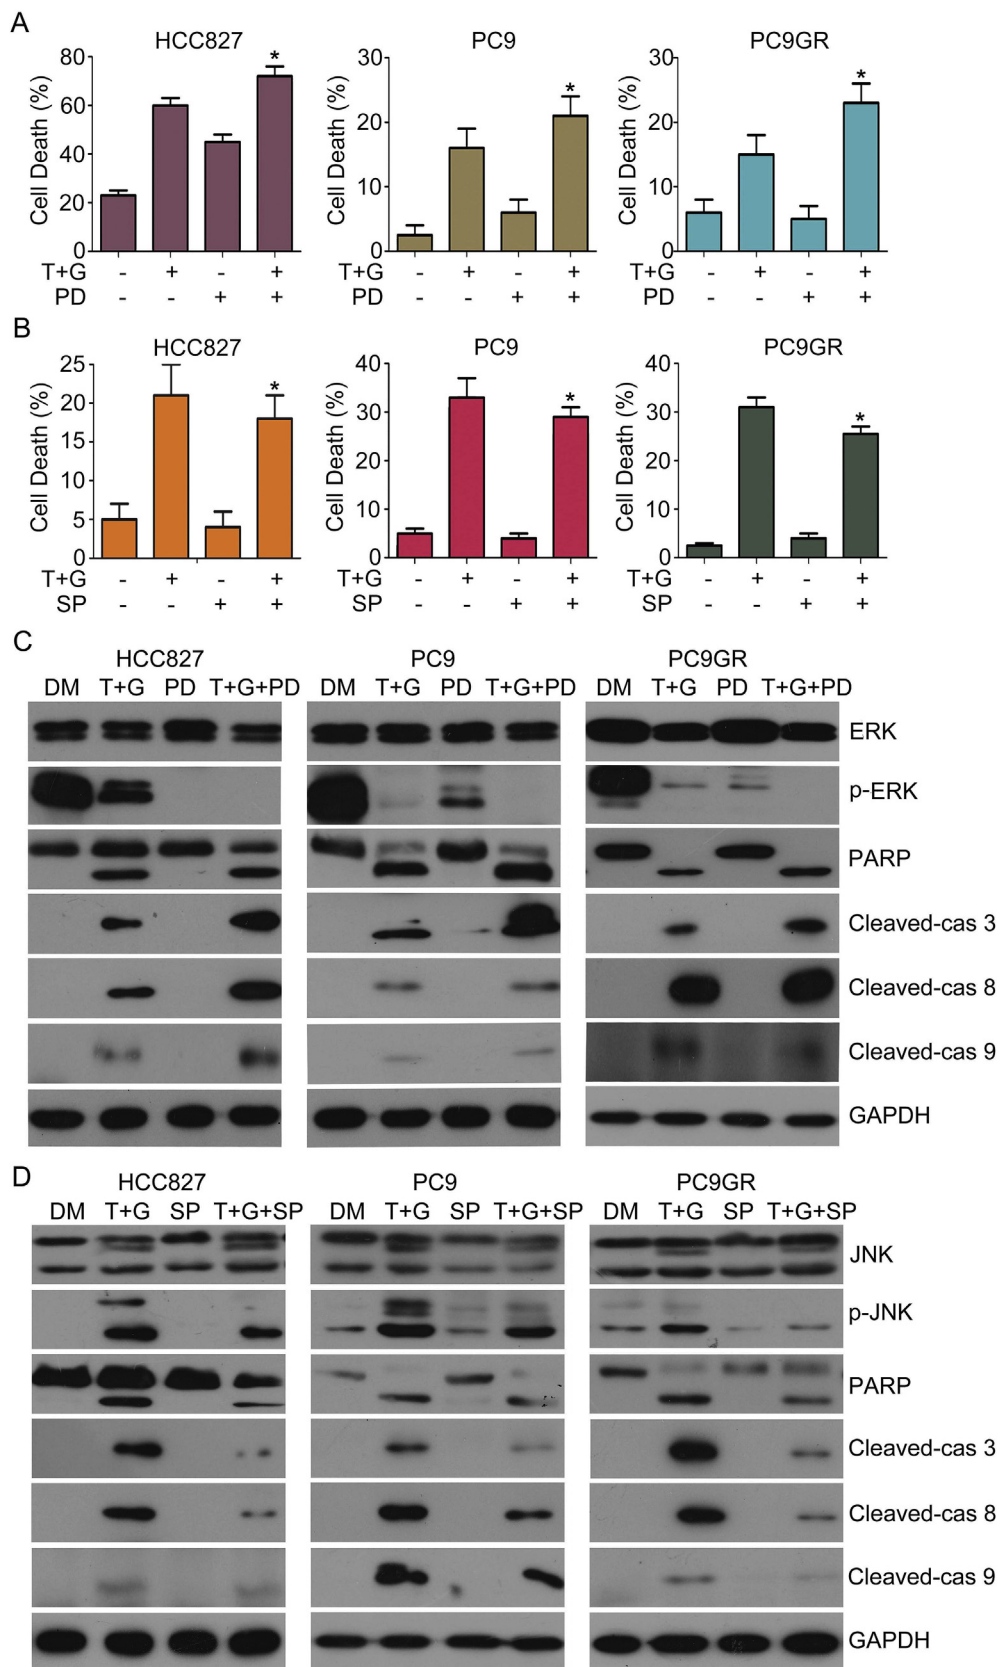 A
HCC827 PC9 PC9GR
Cell Death (%) Cell Death (%) Cell Death (%)
80 30 30
60 20 20
40 10 10
20 0 0
0
* * *
T+G - + - + T+G - + - + T+G - + - +
PD - - + + PD - - + + PD - - + +
B
HCC827 PC9 PC9GR
Cell Death (%) Cell Death (%) Cell Death (%)
25 40 40
20 30 30
15 20 20
10 10 10
5 0 0
0
* * *
T+G - + - + T+G - + - + T+G - + - +
SP - - + + SP - - + + SP - - + +
C
HCC827 PC9 PC9GR
DM T+G PD T+G+PD DM T+G PD T+G+PD DM T+G PD T+G+PD
ERK
p-ERK
PARP
Cleaved-cas 3
Cleaved-cas 8
Cleaved-cas 9
GAPDH
D
HCC827 PC9 PC9GR
DM T+G SP T+G+SP DM T+G SP T+G+SP DM T+G SP T+G+SP
JNK
p-JNK
PARP
Cleaved-cas 3
Cleaved-cas 8
Cleaved-cas 9
GAPDH